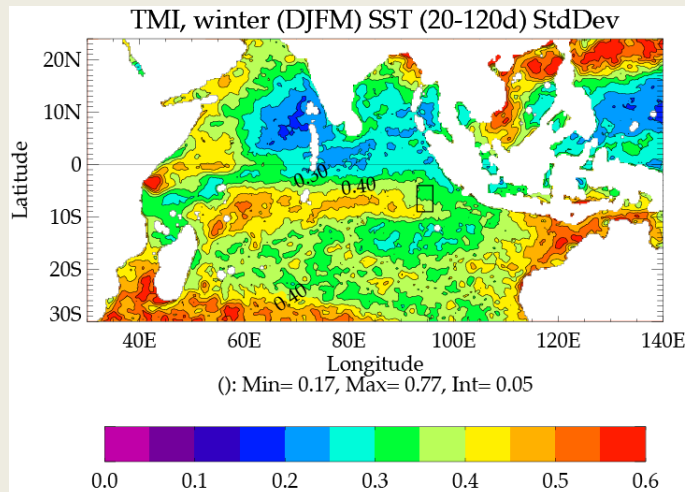 TMI, winter (DJFM) SST (20-120d) StdDev
20N
10N
0
10S
20S
30S
Latitude
0.30
0.40
0.40
40E 60E 80E 100E 120E 140E
Longitude
(): Min= 0.17, Max= 0.77, Int= 0.05
0.0 0.1 0.2 0.3 0.4 0.5 0.6